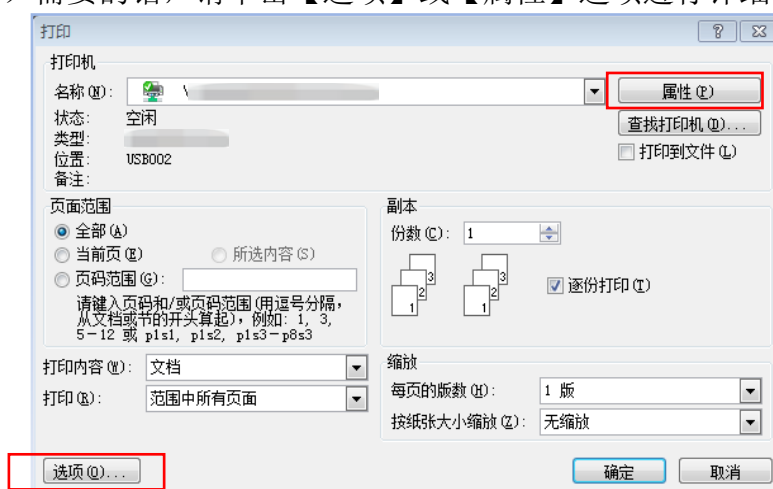 需要的话，请单击【选项】或【属性】选项进行详细
打印
打印机
名称(N): \ 属性(P)
状态: 空闲 查找打印机(D)...
类型:
位置: USB002 打印到文件(L)
备注:
页面范围
全部(A)
当前页(E) 所选内容(S)
页码范围(G):
请键入页码和/或页码范围(用逗号分隔，
从文档或节的开头算起)，例如: 1, 3,
5-12 或 p1s1, p1s2, p1s3-p8s3
副本
份数(C): 1
1 2 3 1 2 3 逐份打印(T)
打印内容(W): 文档
打印(R): 范围中所有页面
缩放
每页的版数(H): 1 版
按纸张大小缩放(Z): 无缩放
选项(O)... 确定 取消